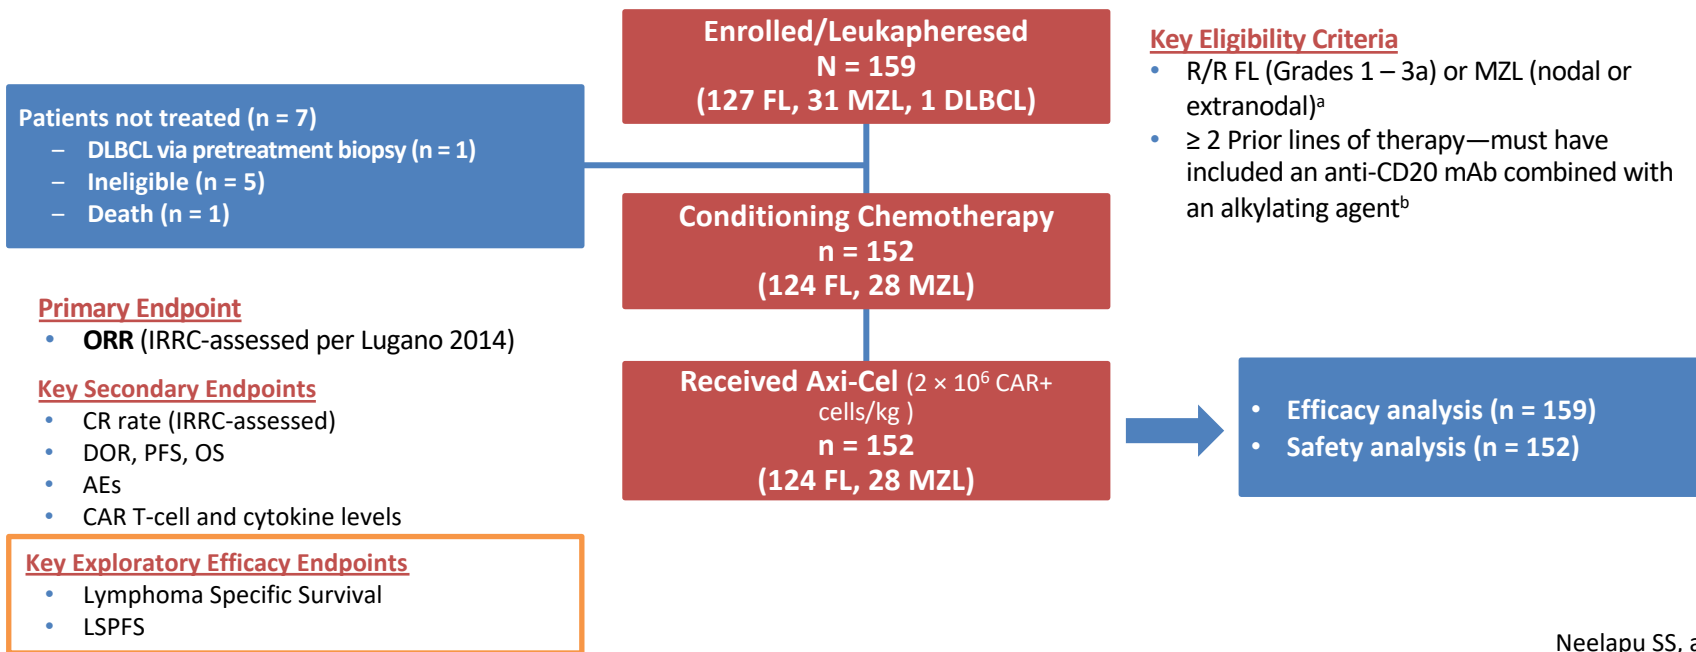 Enrolled/Leukapheresed
N = 159
(127 FL, 31 MZL, 1 DLBCL)
Patients not treated (n = 7)
– DLBCL via pretreatment biopsy (n = 1)
– Ineligible (n = 5)
– Death (n = 1)
Key Eligibility Criteria
• R/R FL (Grades 1 – 3a) or MZL (nodal or
extranodal)ᵃ
• ≥ 2 Prior lines of therapy—must have
included an anti-CD20 mAb combined with
an alkylating agentᵇ
Conditioning Chemotherapy
n = 152
(124 FL, 28 MZL)
Primary Endpoint
• ORR (IRRC-assessed per Lugano 2014)
Key Secondary Endpoints
• CR rate (IRRC-assessed)
• DOR, PFS, OS
• AEs
• CAR T-cell and cytokine levels
Received Axi-Cel (2 × 10⁶ CAR+
cells/kg )
n = 152
(124 FL, 28 MZL)
• Efficacy analysis (n = 159)
• Safety analysis (n = 152)
Key Exploratory Efficacy Endpoints
• Lymphoma Specific Survival
• LSPFS
Neelapu SS, a